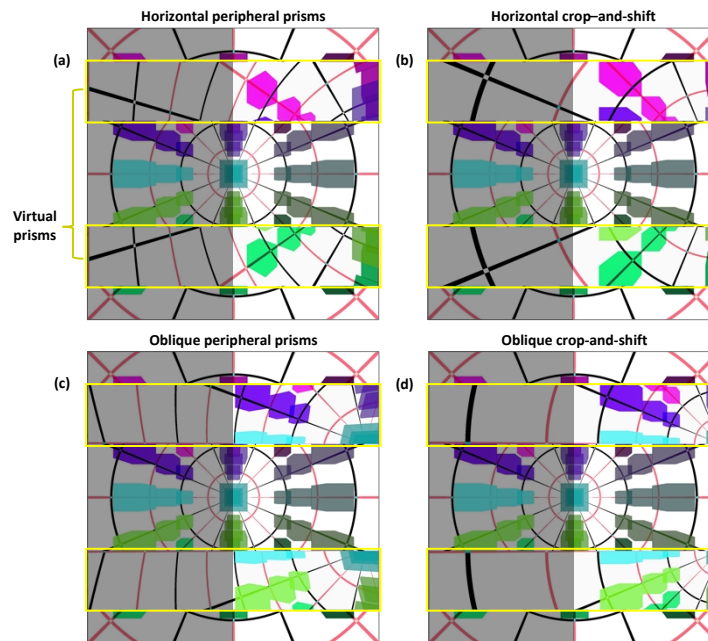 Horizontal peripheral prisms
Horizontal crop–and-shift
(a)
(b)
Virtual
prisms
Oblique peripheral prisms
Oblique crop-and-shift
(c)
(d)